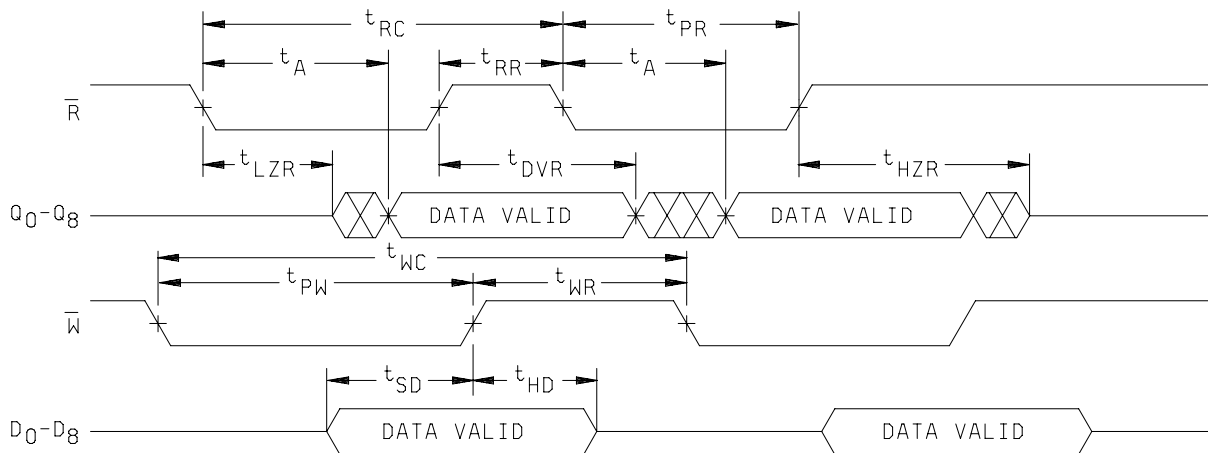 tRC tPR
tA tRR tA
R̅
tLZR tDVR tHZR
Q0-Q8 DATA VALID DATA VALID
tWC
tPW tWR
W̅
tSD tHD
D0-D8 DATA VALID DATA VALID